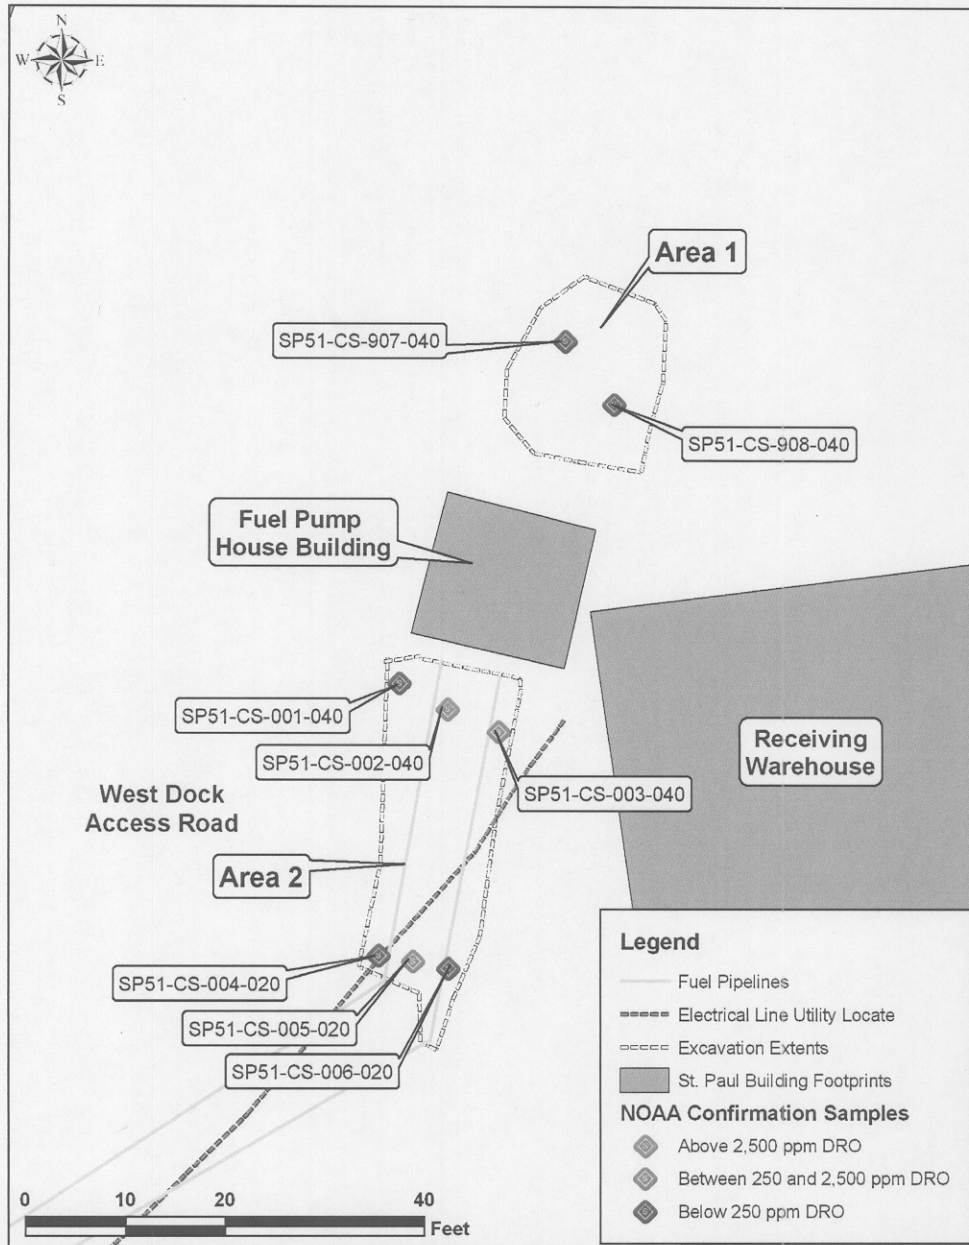 N
W E
S
Area 1
SP51-CS-907-040
SP51-CS-908-040
Fuel Pump
House Building
SP51-CS-001-040
SP51-CS-002-040
SP51-CS-003-040
Receiving
Warehouse
West Dock
Access Road
Area 2
SP51-CS-004-020
SP51-CS-005-020
SP51-CS-006-020
Legend
Fuel Pipelines
Electrical Line Utility Locate
Excavation Extents
St. Paul Building Footprints
NOAA Confirmation Samples
Above 2,500 ppm DRO
Between 250 and 2,500 ppm DRO
Below 250 ppm DRO
0 10 20 40
Feet